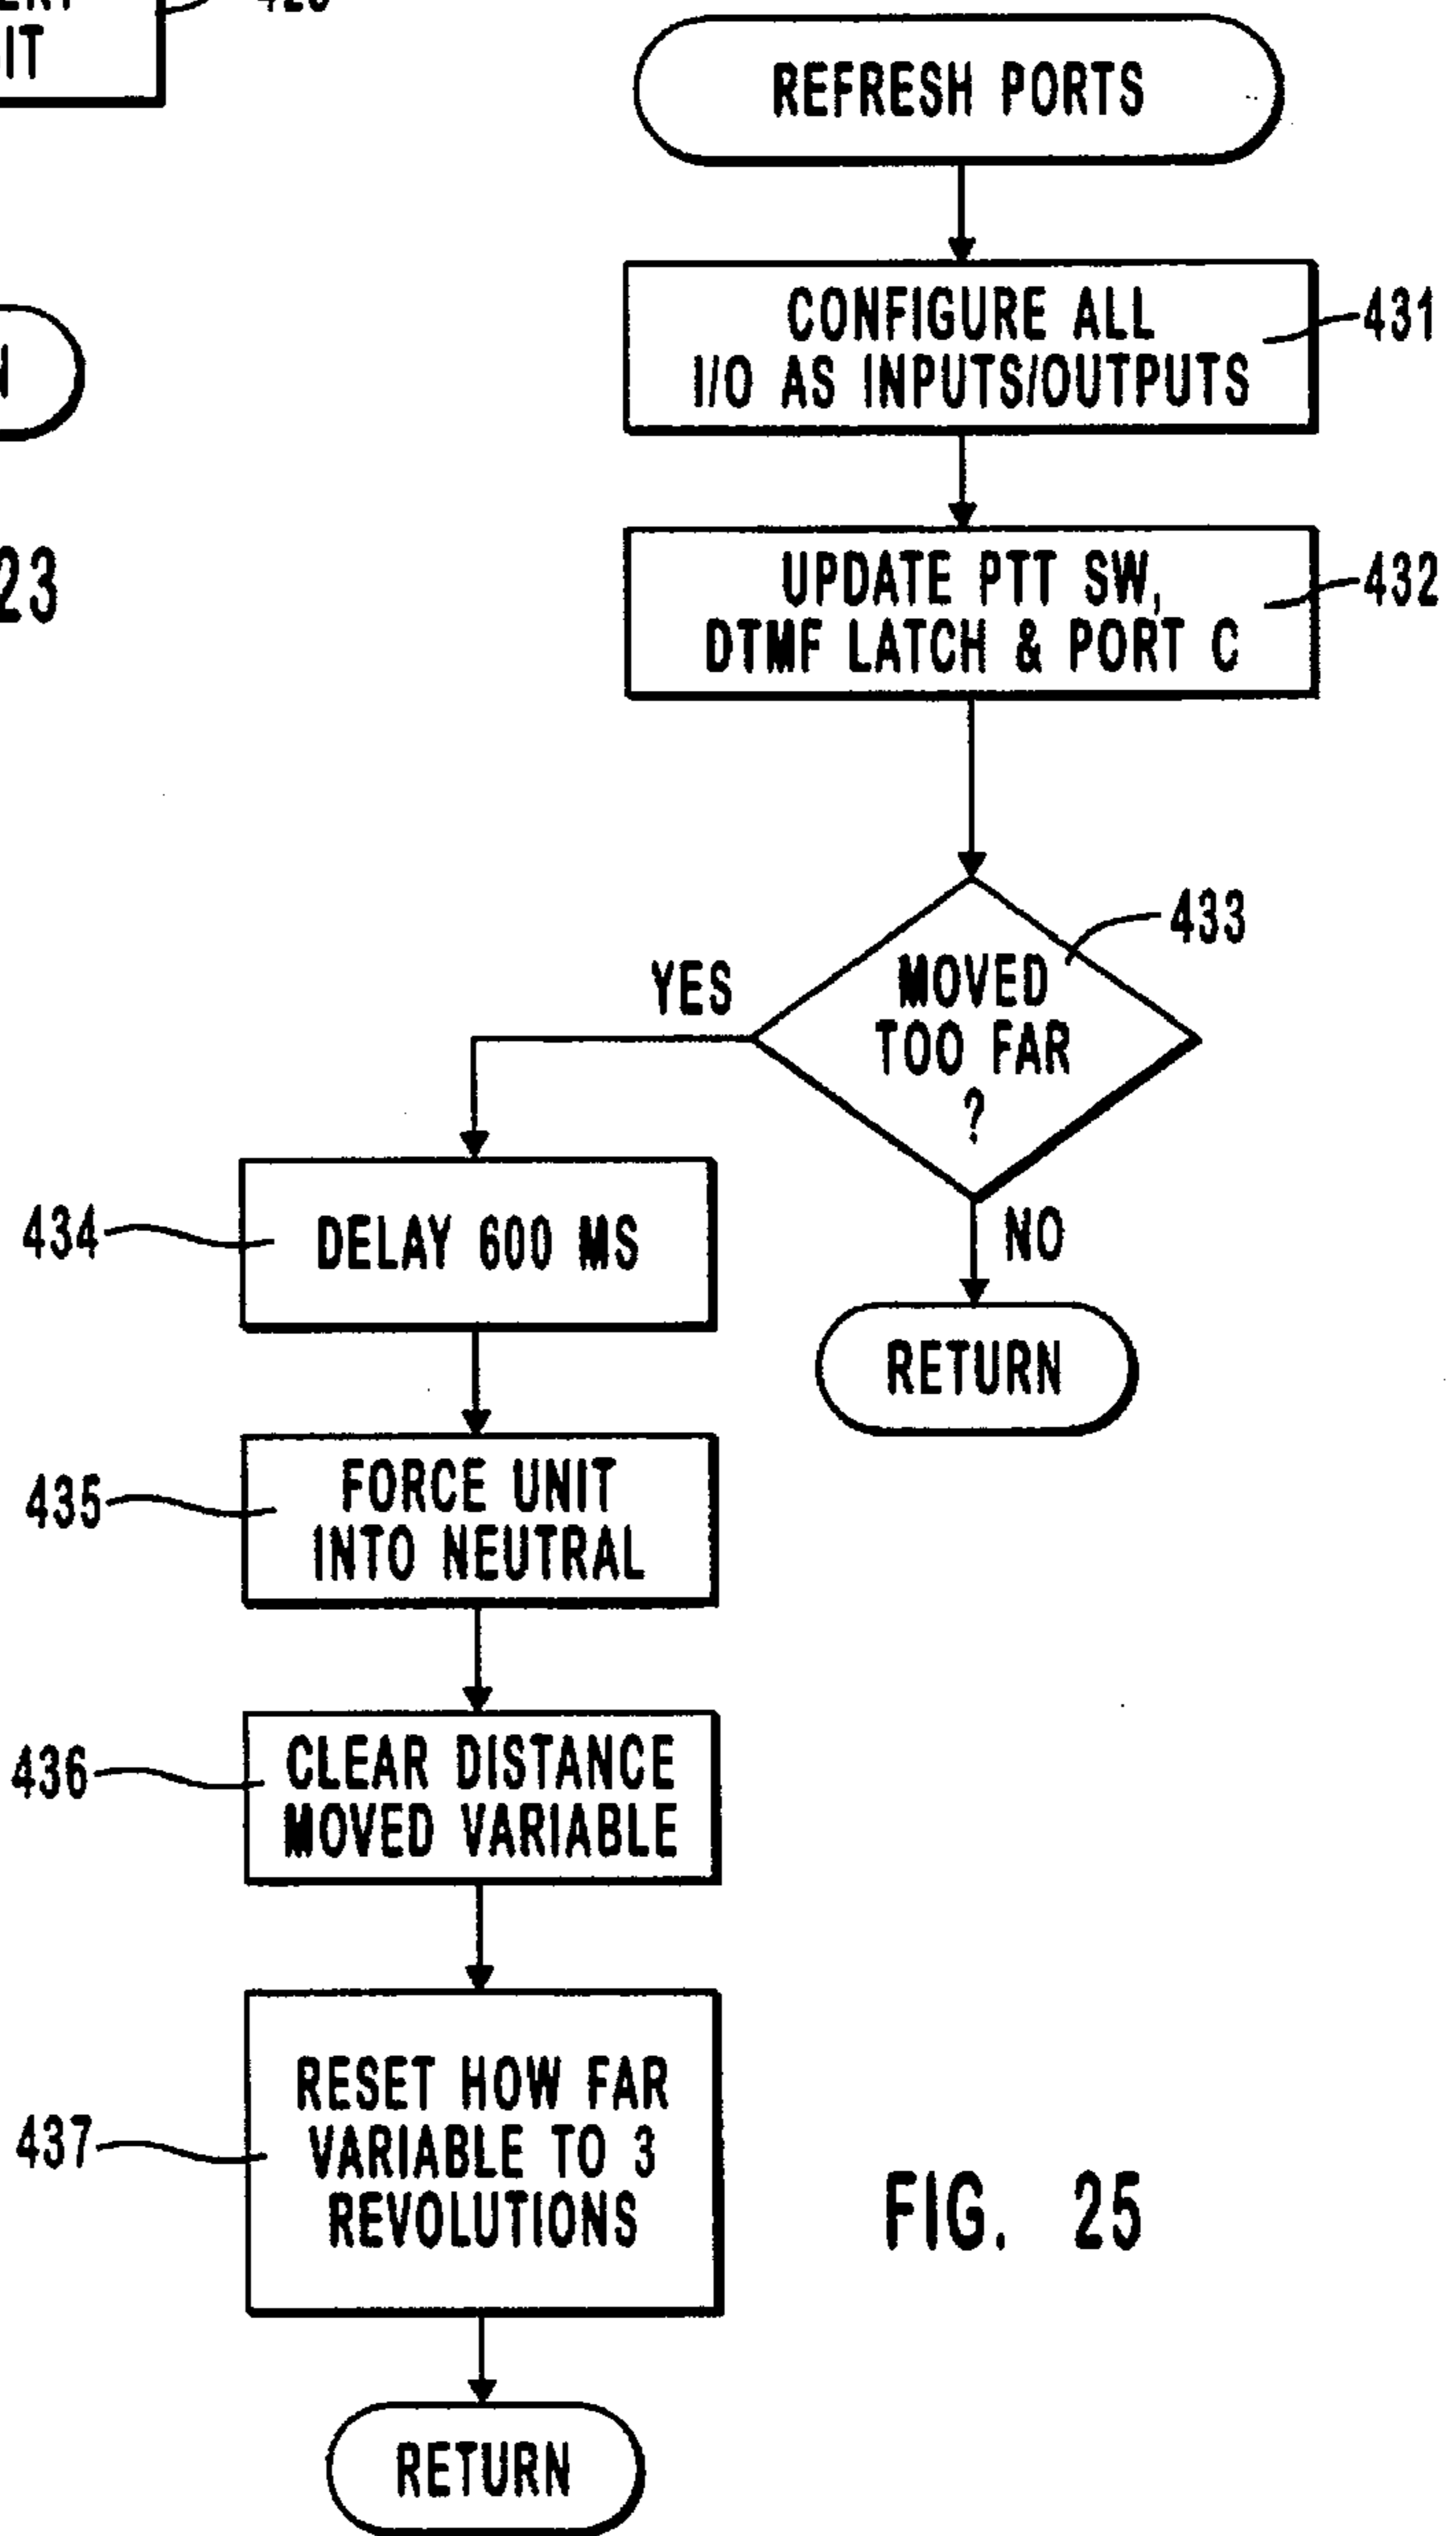 REFRESH PORTS
CONFIGURE ALL
I/O AS INPUTS/OUTPUTS
431
UPDATE PTT SW,
DTMF LATCH & PORT C
432
23
433
MOVED
TOO FAR
?
YES
NO
RETURN
434
DELAY 600 MS
435
FORCE UNIT
INTO NEUTRAL
436
CLEAR DISTANCE
MOVED VARIABLE
437
RESET HOW FAR
VARIABLE TO 3
REVOLUTIONS
RETURN
FIG. 25